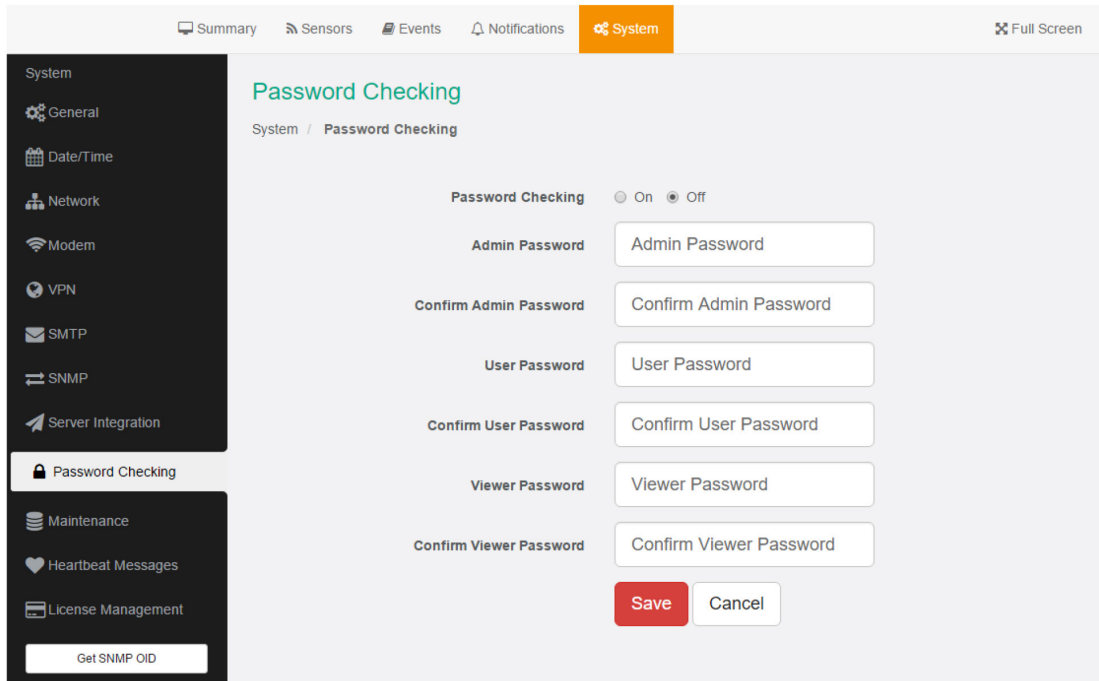 Summary Sensors Events Notifications System Full Screen
System
General
Date/Time
Network
Modem
VPN
SMTP
SNMP
Server Integration
Password Checking
Maintenance
Heartbeat Messages
License Management
Get SNMP OID
Password Checking
System / Password Checking
Password Checking On Off
Admin Password Admin Password
Confirm Admin Password Confirm Admin Password
User Password User Password
Confirm User Password Confirm User Password
Viewer Password Viewer Password
Confirm Viewer Password Confirm Viewer Password
Save Cancel